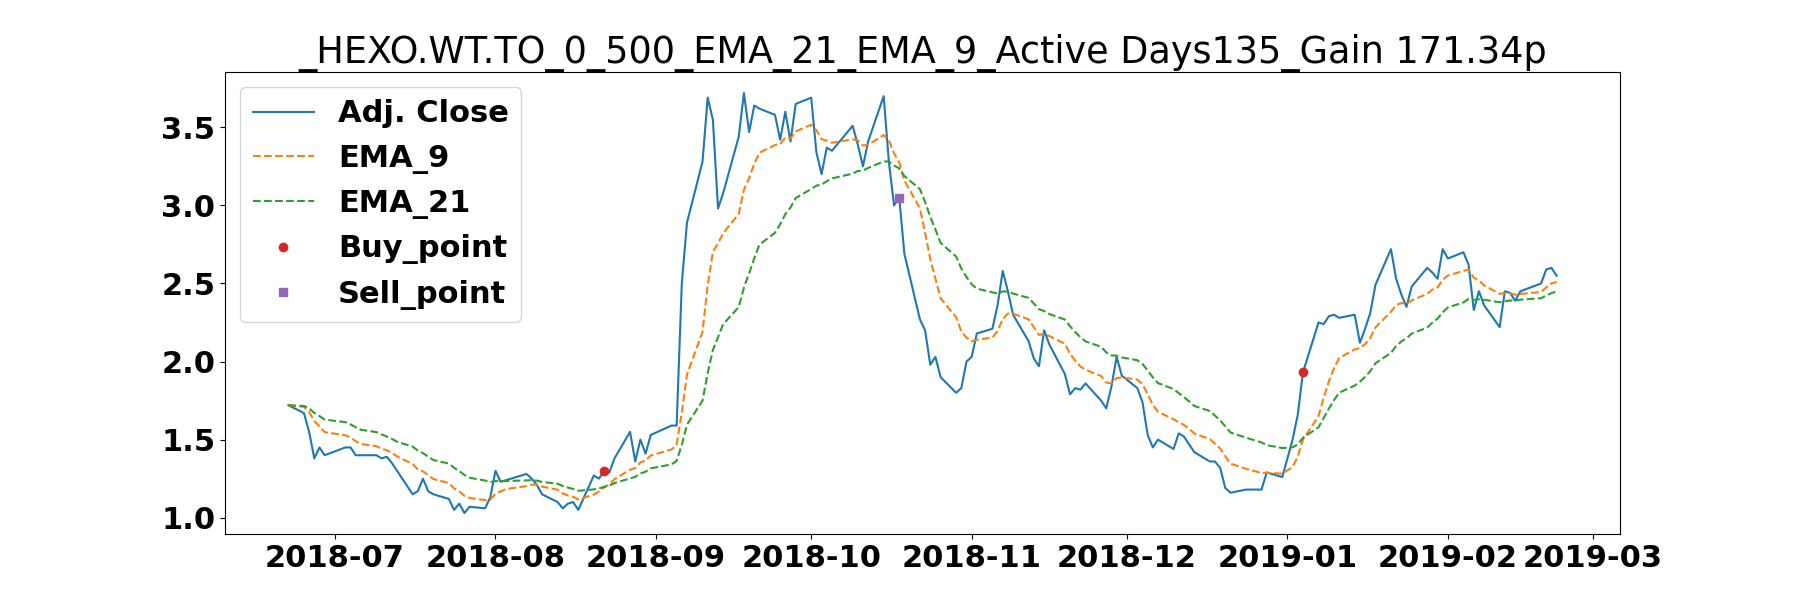 _HEXO.WT.TO_0_500_EMA_21_EMA_9_Active Days135_Gain 171.34p
Adj. Close
EMA_9
EMA_21
Buy_point
Sell_point
3.5
3.0
2.5
2.0
1.5
1.0
2018-07 2018-08 2018-09 2018-10 2018-11 2018-12 2019-01 2019-02 2019-03